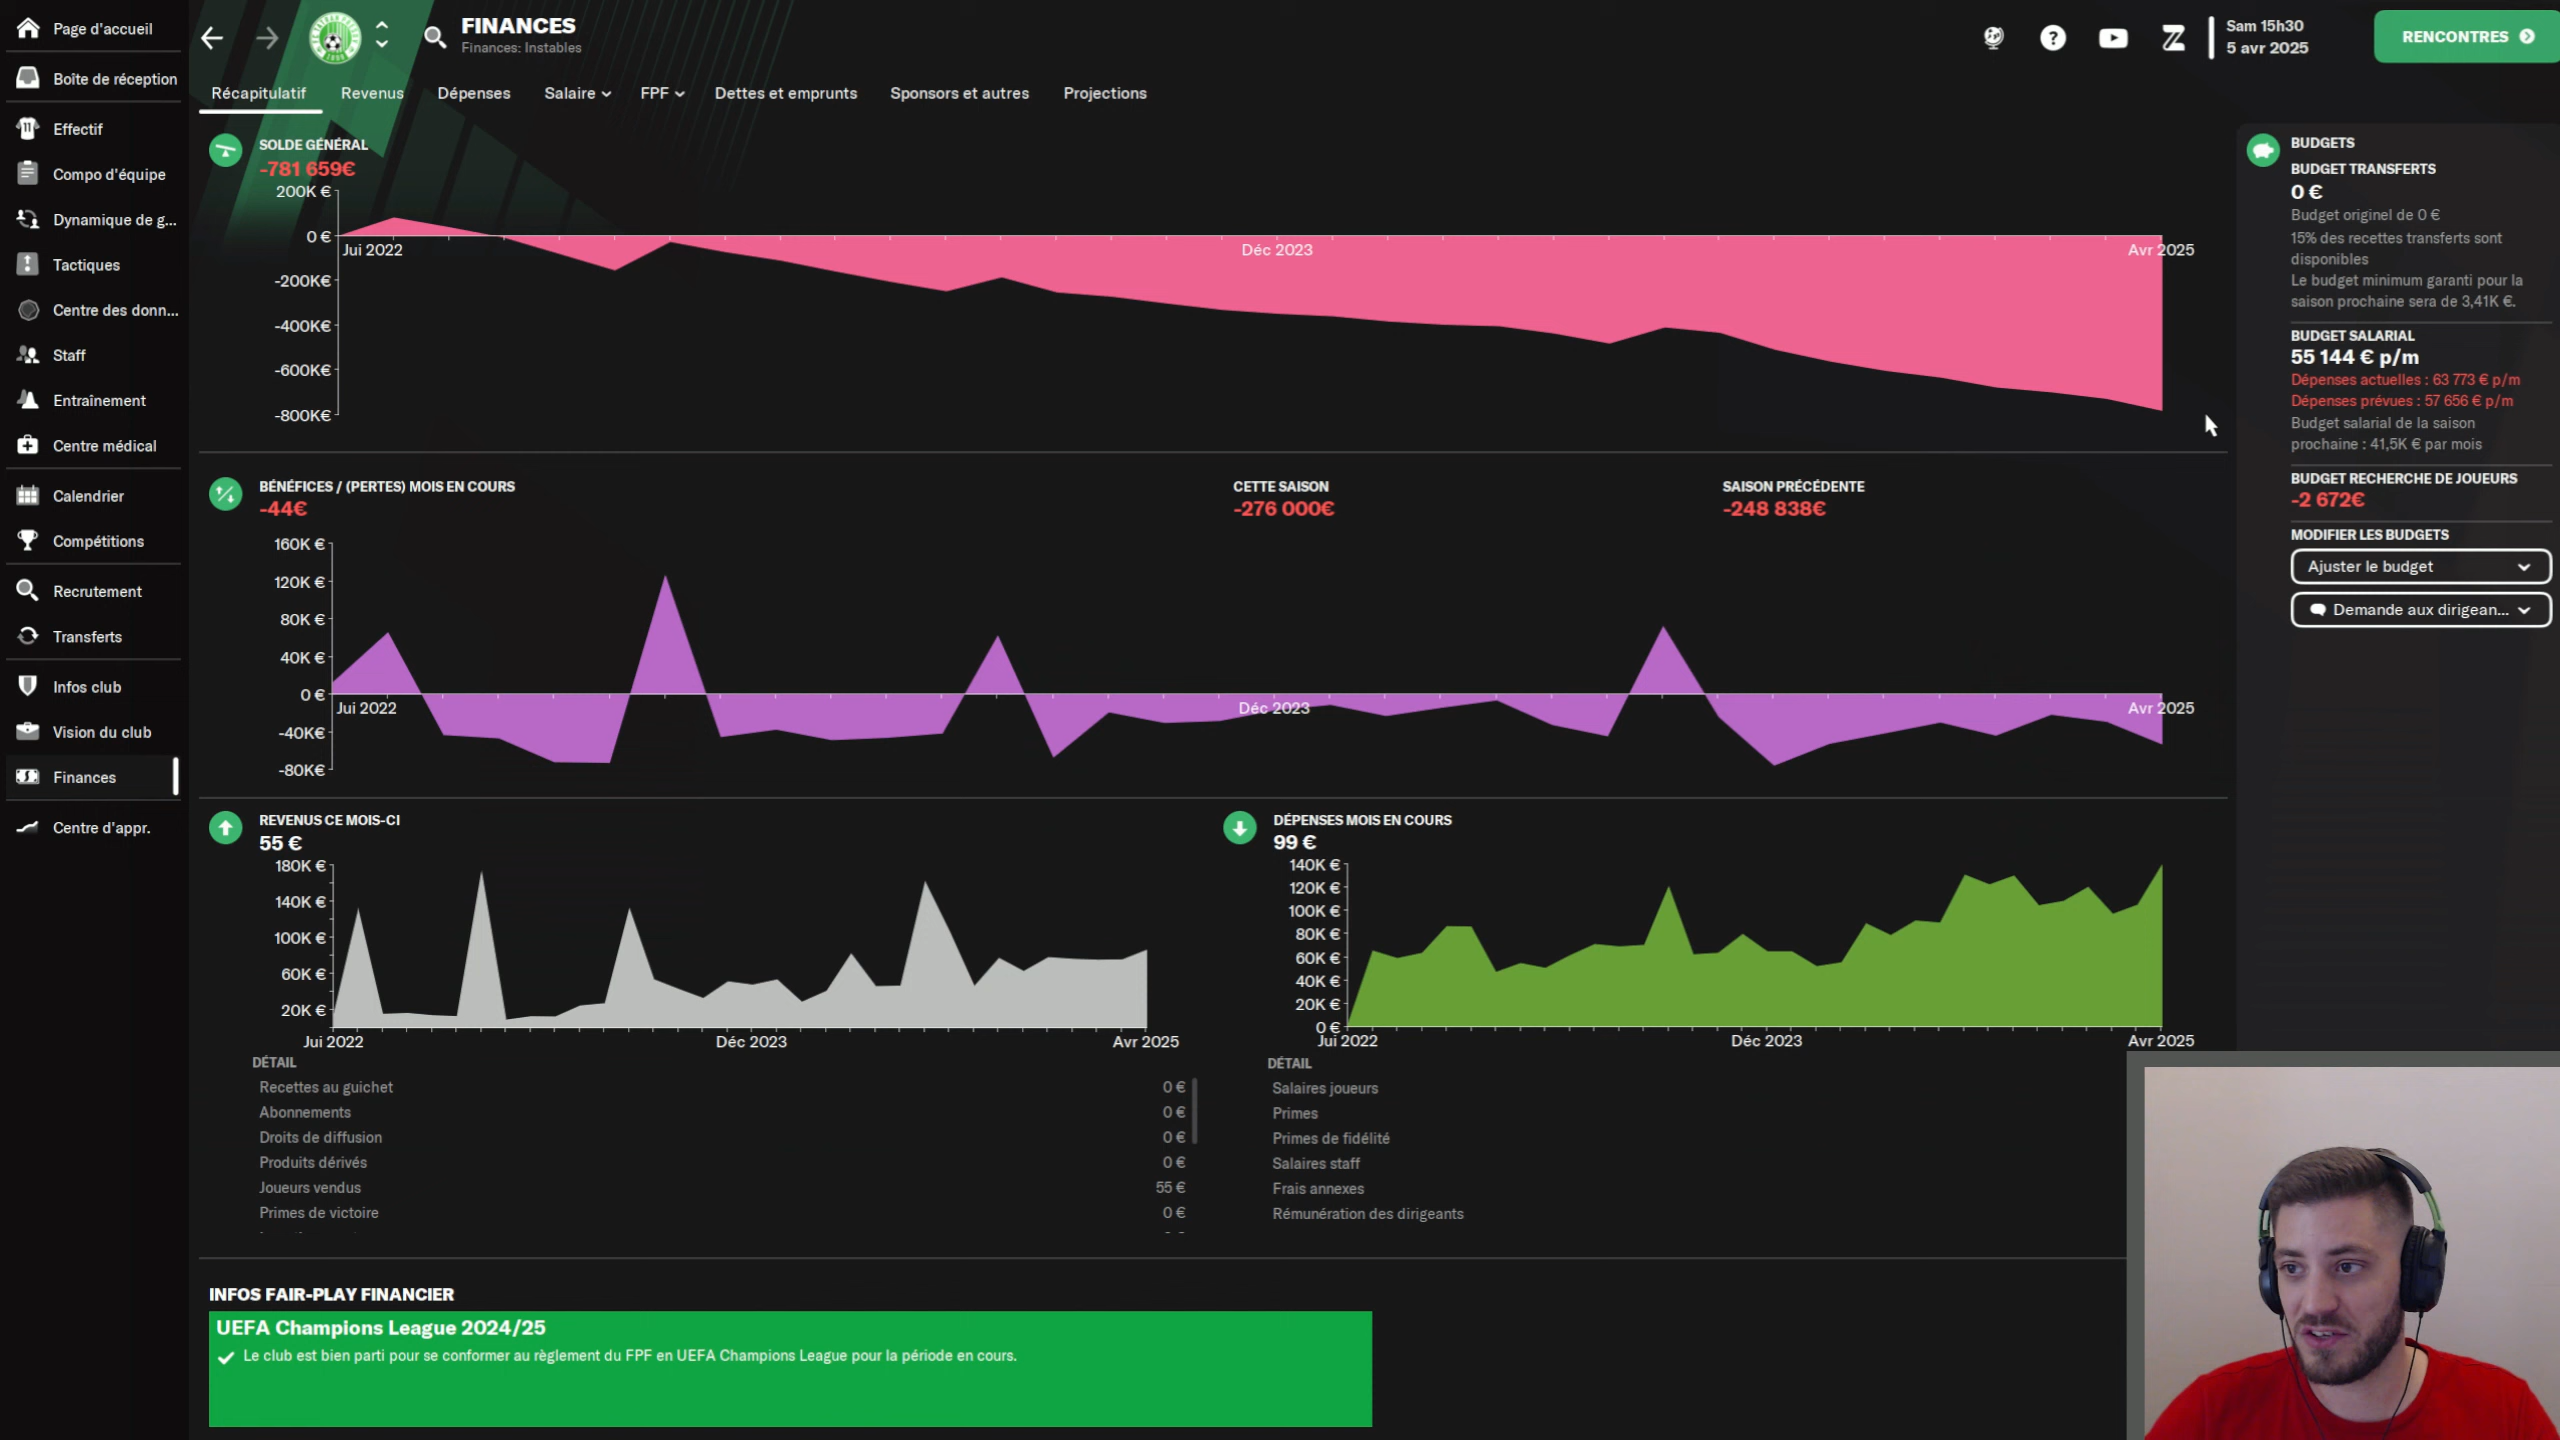 Page d'accueil
Boîte de réception
Effectif
Compo d'équipe
Dynamique de g...
Tactiques
Centre des donn...
Staff
Entraînement
Centre médical
Calendrier
Compétitions
Recrutement
Transferts
Infos club
Vision du club
Finances
Centre d'appr.
FINANCES
Finances: Instables
Sam 15h30
5 avr 2025
RENCONTRES
Récapitulatif
Revenus
Dépenses
Salaire
FPF
Dettes et emprunts
Sponsors et autres
Projections
SOLDE GÉNÉRAL
-781 659€
200K €
0 €
-200K€
-400K€
-600K€
-800K€
Jui 2022
Déc 2023
Avr 2025
BÉNÉFICES / (PERTES) MOIS EN COURS
-44€
CETTE SAISON
-276 000€
SAISON PRÉCÉDENTE
-248 838€
160K €
120K €
80K €
40K €
0 €
-40K€
-80K€
Jui 2022
Déc 2023
Avr 2025
REVENUS CE MOIS-CI
55 €
180K €
140K €
100K €
60K €
20K €
Jui 2022
Déc 2023
Avr 2025
DÉTAIL
Recettes au guichet 0 €
Abonnements 0 €
Droits de diffusion 0 €
Produits dérivés 0 €
Joueurs vendus 55 €
Primes de victoire 0 €
DÉPENSES MOIS EN COURS
99 €
140K €
120K €
100K €
80K €
60K €
40K €
20K €
0 €
Jui 2022
Déc 2023
Avr 2025
DÉTAIL
Salaires joueurs
Primes
Primes de fidélité
Salaires staff
Frais annexes
Rémunération des dirigeants
INFOS FAIR-PLAY FINANCIER
UEFA Champions League 2024/25
Le club est bien parti pour se conformer au règlement du FPF en UEFA Champions League pour la période en cours.
BUDGETS
BUDGET TRANSFERTS
0 €
Budget originel de 0 €
15% des recettes transferts sont
disponibles
Le budget minimum garanti pour la
saison prochaine sera de 3,41K €.
BUDGET SALARIAL
55 144 € p/m
Dépenses actuelles : 63 773 € p/m
Dépenses prévues : 57 656 € p/m
Budget salarial de la saison
prochaine : 41,5K € par mois
BUDGET RECHERCHE DE JOUEURS
-2 672€
MODIFIER LES BUDGETS
Ajuster le budget
Demande aux dirigean...